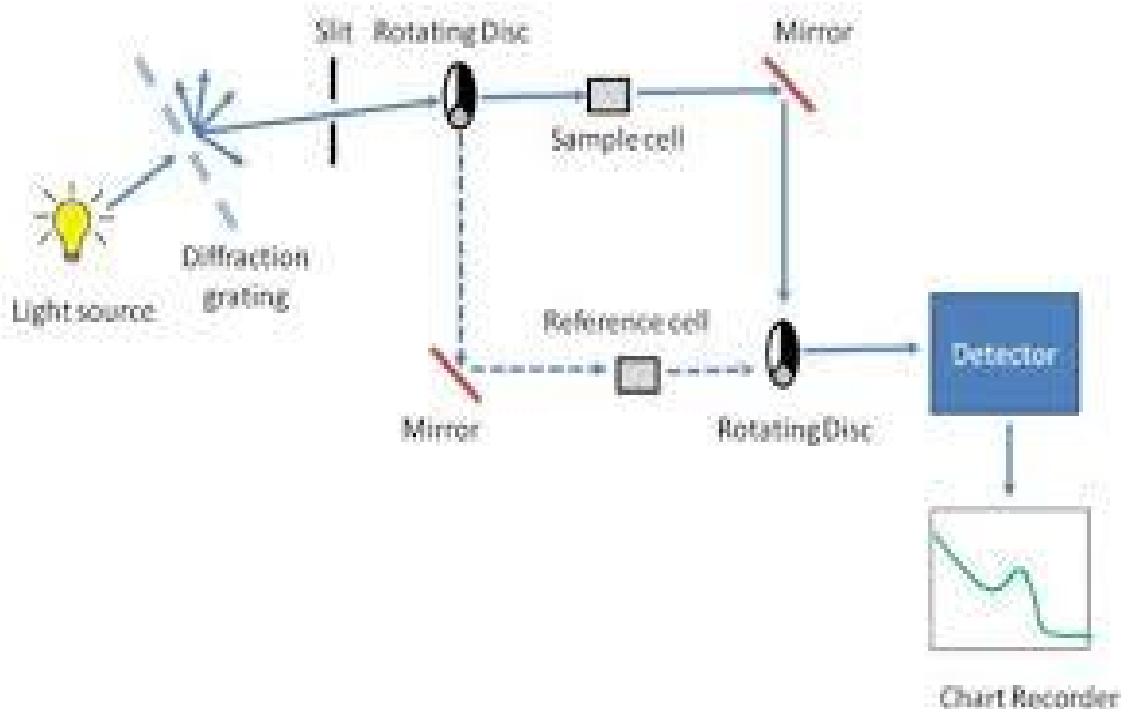 Slit
Rotating Disc
Mirror
Sample cell
Diffraction
grating
Light source
Reference cell
Detector
Mirror
Rotating Disc
Chart Recorder